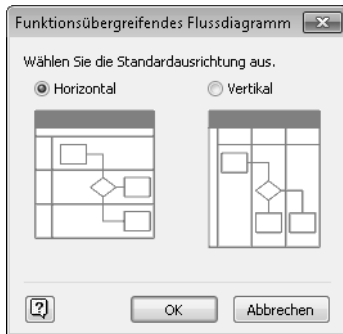 Funktionsübergreifendes Flussdiagramm
Wählen Sie die Standardausrichtung aus.
Horizontal Vertikal
OK Abbrechen